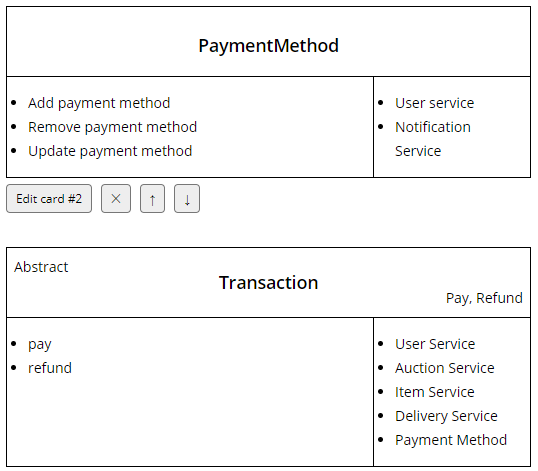 PaymentMethod
• Add payment method
• Remove payment method
• Update payment method
• User service
• Notification
Service
Edit card #2
×
↑
↓
Abstract
Transaction
Pay, Refund
• pay
• refund
• User Service
• Auction Service
• Item Service
• Delivery Service
• Payment Method